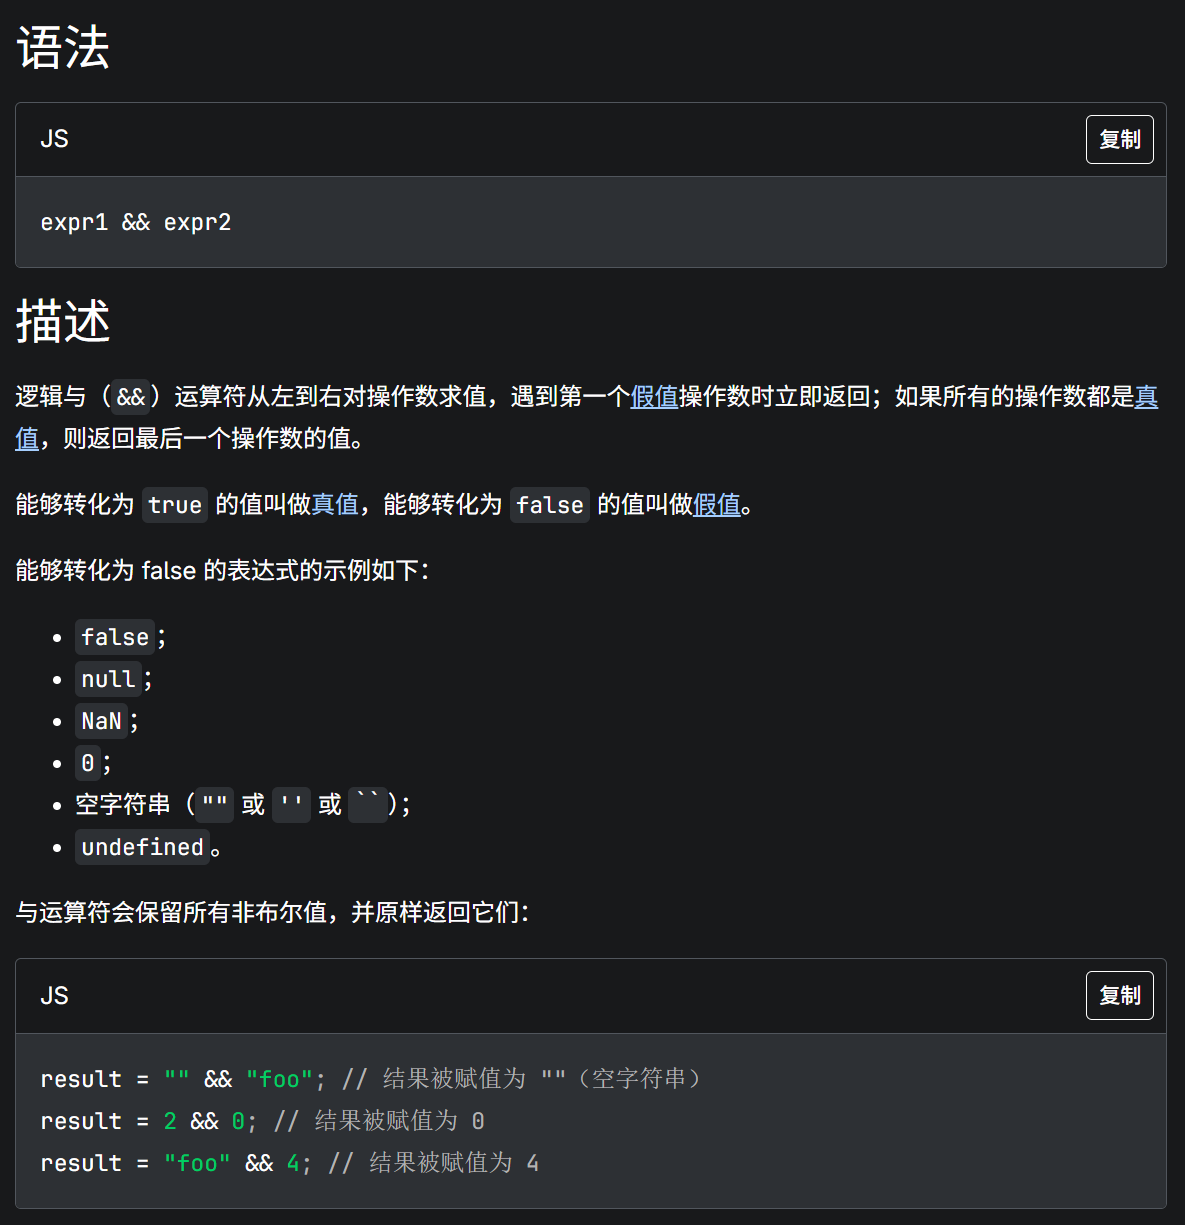 语法
JS
复制
expr1 && expr2
描述
逻辑与（&&）运算符从左到右对操作数求值，遇到第一个假值操作数时立即返回；如果所有的操作数都是真
值，则返回最后一个操作数的值。
能够转化为 true 的值叫做真值，能够转化为 false 的值叫做假值。
能够转化为 false 的表达式的示例如下：
• false；
• null；
• NaN；
• 0；
• 空字符串（"" 或 '' 或 ``）；
• undefined。
与运算符会保留所有非布尔值，并原样返回它们：
JS
复制
result = "" && "foo"; // 结果被赋值为 ""（空字符串）
result = 2 && 0; // 结果被赋值为 0
result = "foo" && 4; // 结果被赋值为 4